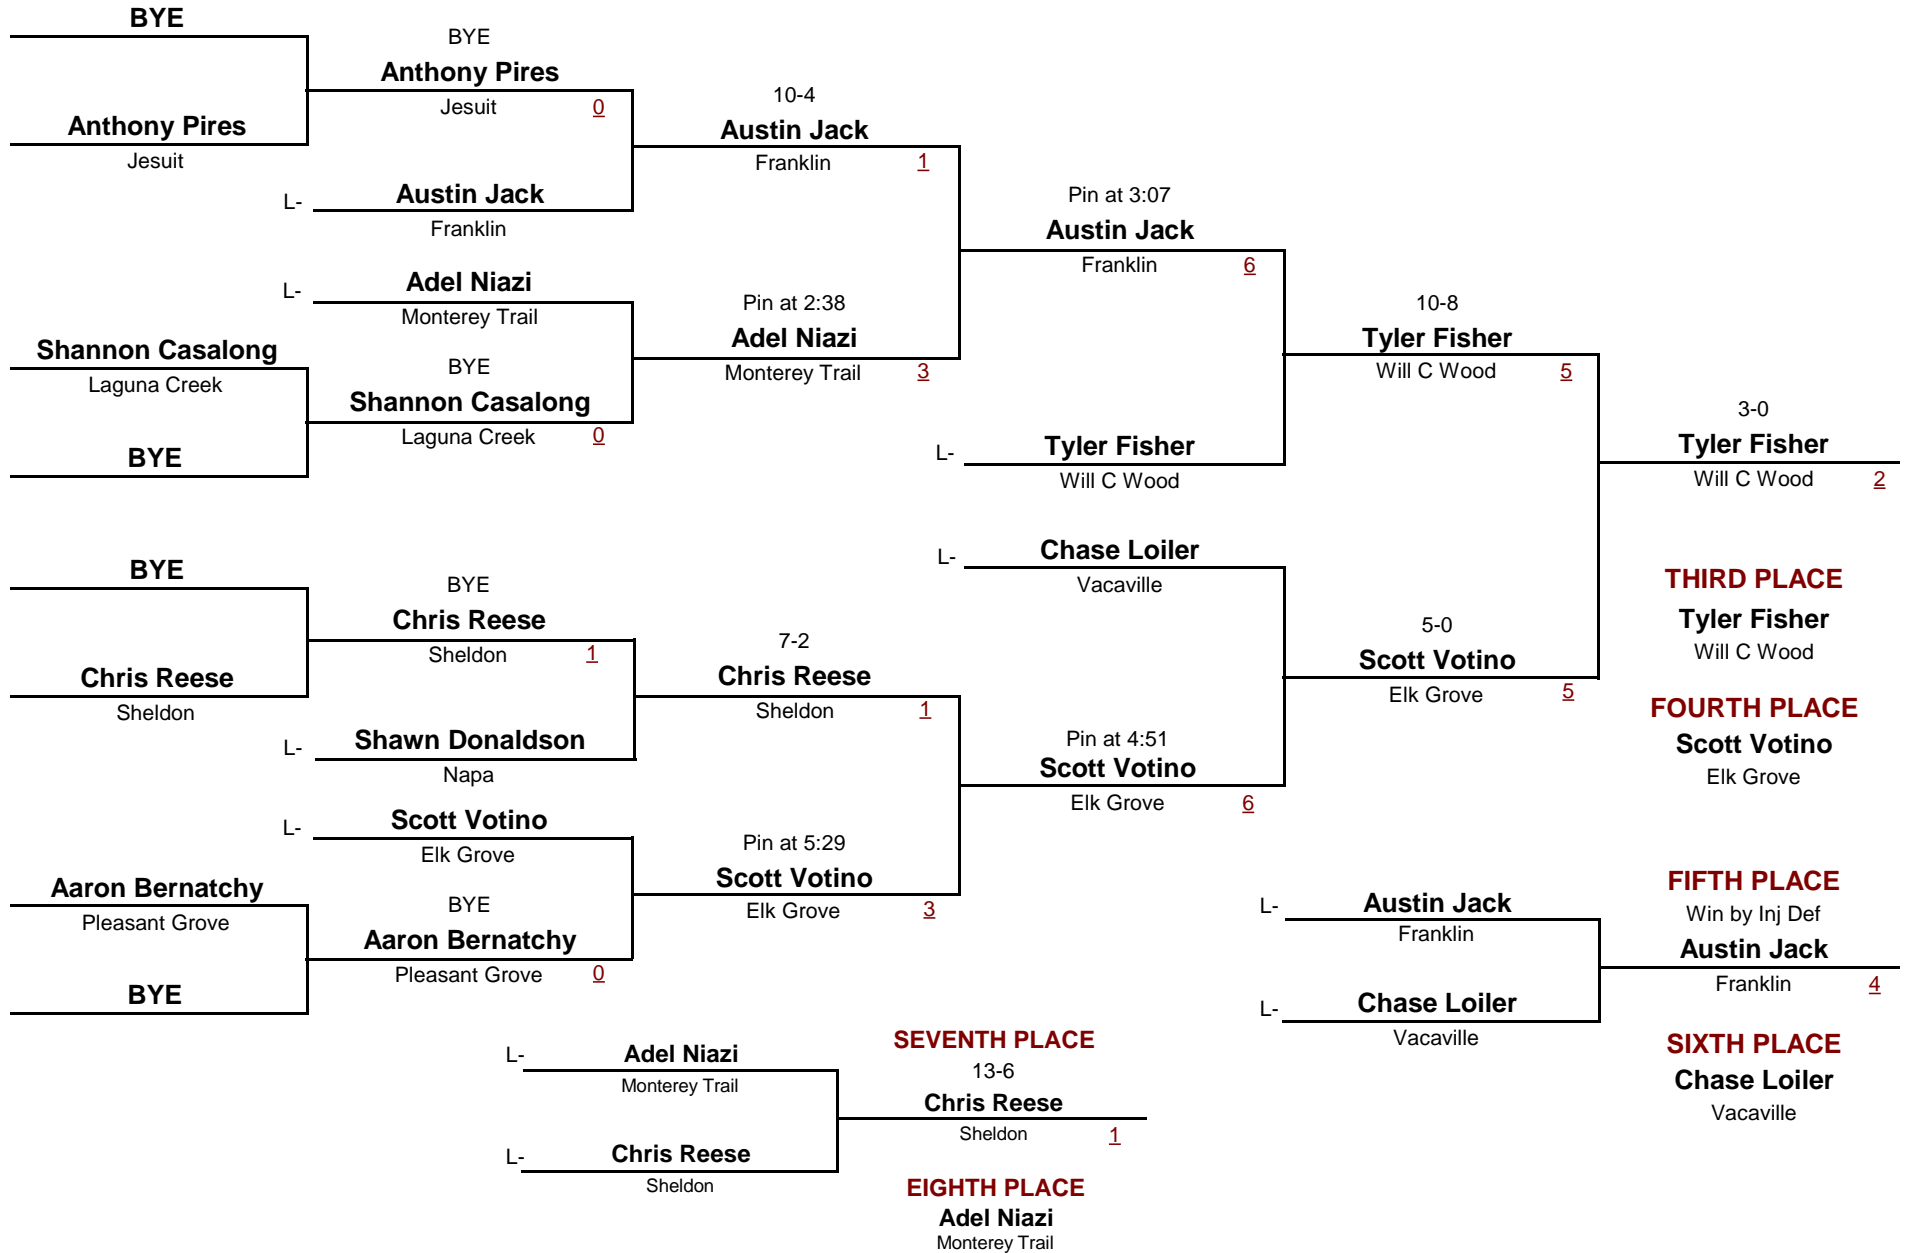 BYE
BYE
Anthony Pires
Jesuit 0
Anthony Pires
Jesuit
10-4
Austin Jack
Franklin 1
L- Austin Jack
Franklin
Pin at 3:07
Austin Jack
Franklin 6
L- Adel Niazi
Monterey Trail
Pin at 2:38
Adel Niazi
Monterey Trail 3
Shannon Casalong
Laguna Creek
BYE
Shannon Casalong
Laguna Creek 0
BYE
10-8
Tyler Fisher
Will C Wood 5
L- Tyler Fisher
Will C Wood
3-0
Tyler Fisher
Will C Wood 2
L- Chase Loiler
Vacaville
BYE
BYE
Chris Reese
Sheldon 1
Chris Reese
Sheldon
7-2
Chris Reese
Sheldon 1
L- Shawn Donaldson
Napa
5-0
Scott Votino
Elk Grove 5
THIRD PLACE
Tyler Fisher
Will C Wood
FOURTH PLACE
Scott Votino
Elk Grove
Pin at 4:51
Scott Votino
Elk Grove 6
L- Scott Votino
Elk Grove
Pin at 5:29
Scott Votino
Elk Grove 3
Aaron Bernatchy
Pleasant Grove
BYE
Aaron Bernatchy
Pleasant Grove 0
BYE
L- Austin Jack
Franklin
FIFTH PLACE
Win by Inj Def
Austin Jack
Franklin 4
L- Chase Loiler
Vacaville
SIXTH PLACE
Chase Loiler
Vacaville
L- Adel Niazi
Monterey Trail
SEVENTH PLACE
13-6
Chris Reese
Sheldon 1
L- Chris Reese
Sheldon
EIGHTH PLACE
Adel Niazi
Monterey Trail